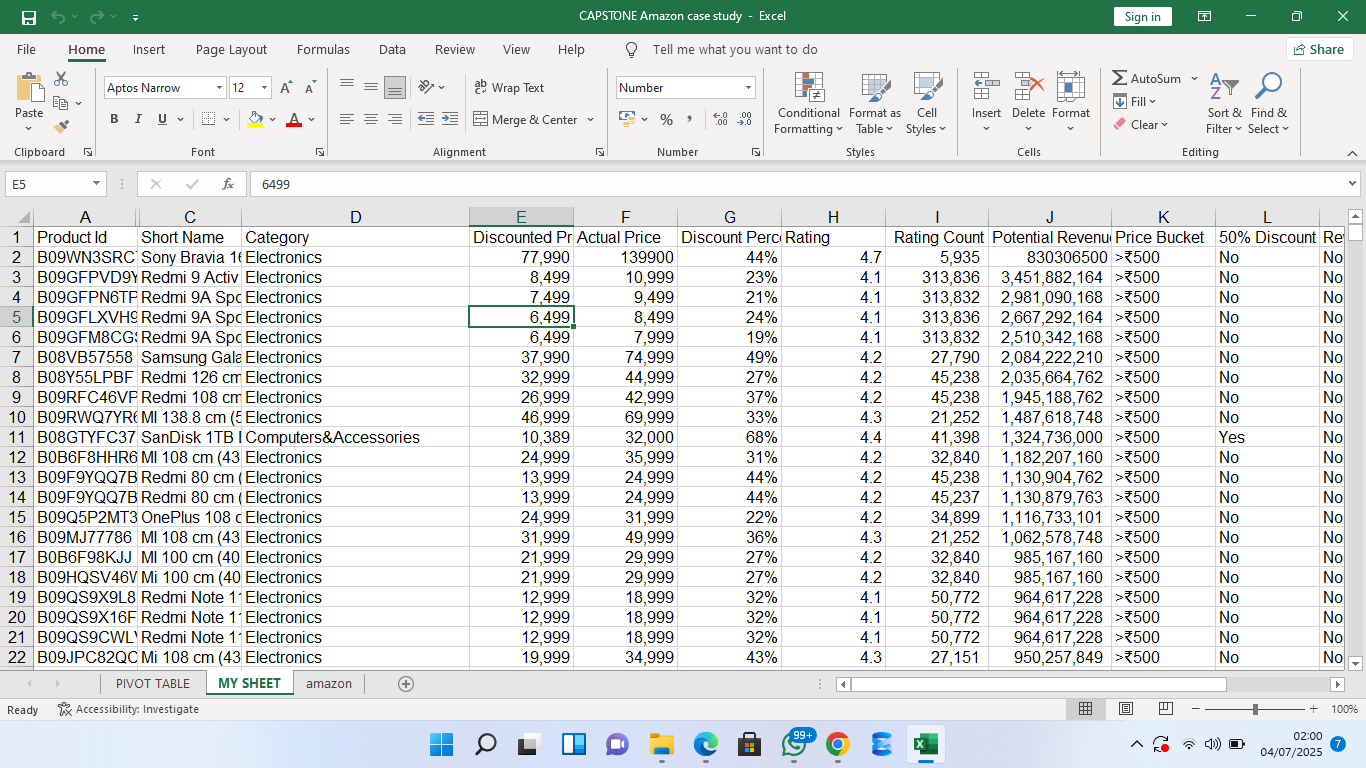 CAPSTONE Amazon case study - Excel
Sign in
File Home Insert Page Layout Formulas Data Review View Help Tell me what you want to do Share
Paste
Aptos Narrow 12
B I U
A A
Wrap Text
Merge & Center
Number
%
Conditional Formatting
Format as Table
Cell Styles
Insert Delete Format
AutoSum
Fill
Clear
Sort & Filter
Find & Select
Clipboard Font Alignment Number Styles Cells Editing
E5 fx 6499
A C D E F G H I J K L
1 Product Id Short Name Category Discounted Pr Actual Price Discount Perc Rating Rating Count Potential Revenu Price Bucket 50% Discount Re
2 B09WN3SRC Sony Bravia 16 Electronics 77,990 139900 44% 4.7 5,935 830306500 >₹500 No No
3 B09GFPVD9Y Redmi 9 Activ Electronics 8,499 10,999 23% 4.1 313,836 3,451,882,164 >₹500 No No
4 B09GFPN6TP Redmi 9A Spo Electronics 7,499 9,499 21% 4.1 313,832 2,981,090,168 >₹500 No No
5 B09GFLXVH9 Redmi 9A Spo Electronics 6,499 8,499 24% 4.1 313,836 2,667,292,164 >₹500 No No
6 B09GFM8CGS Redmi 9A Spo Electronics 6,499 7,999 19% 4.1 313,832 2,510,342,168 >₹500 No No
7 B08VB57558 Samsung Gala Electronics 37,990 74,999 49% 4.2 27,790 2,084,222,210 >₹500 No No
8 B08Y55LPBF Redmi 126 cm Electronics 32,999 44,999 27% 4.2 45,238 2,035,664,762 >₹500 No No
9 B09RFC46VP Redmi 108 cm Electronics 26,999 42,999 37% 4.2 45,238 1,945,188,762 >₹500 No No
10 B09RWQ7YR6 MI 138.8 cm (5 Electronics 46,999 69,999 33% 4.3 21,252 1,487,618,748 >₹500 No No
11 B08GTYFC37 SanDisk 1TB Computers&Accessories 10,389 32,000 68% 4.4 41,398 1,324,736,000 >₹500 Yes No
12 B0B6F8HHR6 MI 108 cm (43 Electronics 24,999 35,999 31% 4.2 32,840 1,182,207,160 >₹500 No No
13 B09F9YQQ7B Redmi 80 cm ( Electronics 13,999 24,999 44% 4.2 45,238 1,130,904,762 >₹500 No No
14 B09F9YQQ7B Redmi 80 cm ( Electronics 13,999 24,999 44% 4.2 45,237 1,130,879,763 >₹500 No No
15 B09Q5P2MT3 OnePlus 108 c Electronics 24,999 31,999 22% 4.2 34,899 1,116,733,101 >₹500 No No
16 B09MJ77786 MI 108 cm (43 Electronics 31,999 49,999 36% 4.3 21,252 1,062,578,748 >₹500 No No
17 B0B6F98KJJ MI 100 cm (40 Electronics 21,999 29,999 27% 4.2 32,840 985,167,160 >₹500 No No
18 B09HQSV46W Mi 100 cm (40 Electronics 21,999 29,999 27% 4.2 32,840 985,167,160 >₹500 No No
19 B09QS9X9L8 Redmi Note 11 Electronics 12,999 18,999 32% 4.1 50,772 964,617,228 >₹500 No No
20 B09QS9X16F Redmi Note 11 Electronics 12,999 18,999 32% 4.1 50,772 964,617,228 >₹500 No No
21 B09QS9CWLV Redmi Note 11 Electronics 12,999 18,999 32% 4.1 50,772 964,617,228 >₹500 No No
22 B09JPC82QC Mi 108 cm (43 Electronics 19,999 34,999 43% 4.3 27,151 950,257,849 >₹500 No No
PIVOT TABLE MY SHEET amazon
Ready Accessibility: Investigate 100%
99+
02:00
04/07/2025 7